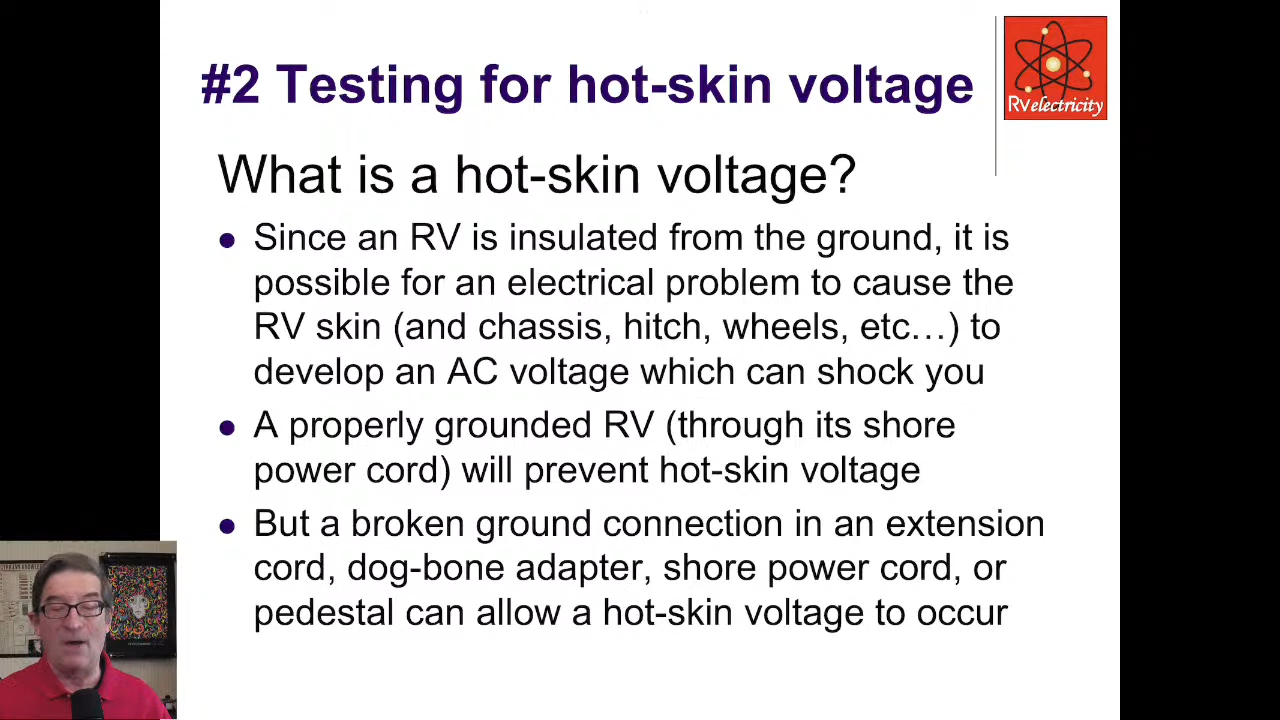 #2 Testing for hot-skin voltage
RVelectricity
What is a hot-skin voltage?
Since an RV is insulated from the ground, it is
possible for an electrical problem to cause the
RV skin (and chassis, hitch, wheels, etc…) to
develop an AC voltage which can shock you
A properly grounded RV (through its shore
power cord) will prevent hot-skin voltage
But a broken ground connection in an extension
cord, dog-bone adapter, shore power cord, or
pedestal can allow a hot-skin voltage to occur